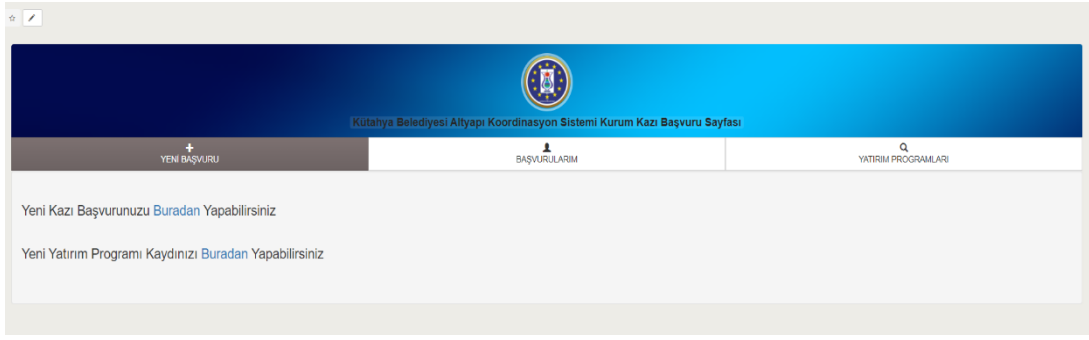 Kütahya Belediyesi Altyapı Koordinasyon Sistemi Kurum Kazı Başvuru Sayfası
YENİ BAŞVURU
BAŞVURULARIM
YATIRIM PROGRAMLARI
Yeni Kazı Başvurunuzu Buradan Yapabilirsiniz
Yeni Yatırım Programı Kaydınızı Buradan Yapabilirsiniz